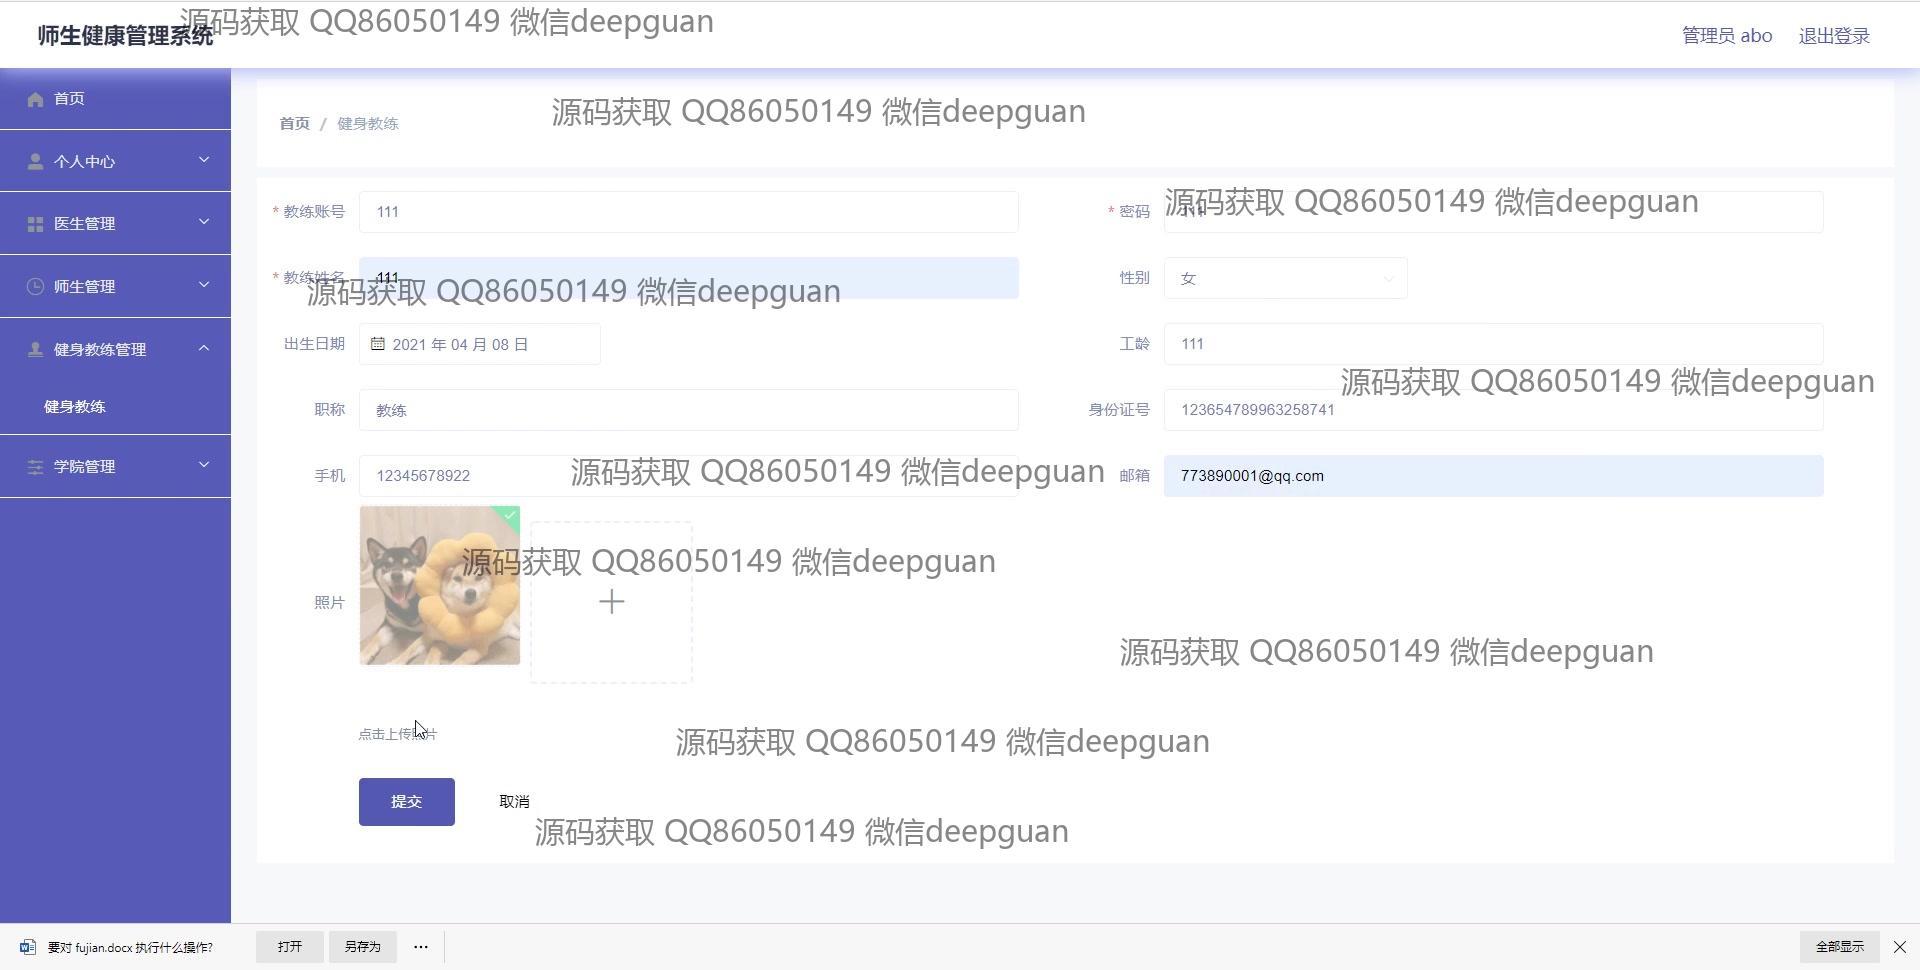 师生健康管理系统
源码获取 QQ86050149 微信deepguan
管理员 abo
退出登录
首页
个人中心
医生管理
师生管理
健身教练管理
健身教练
学院管理
首页 / 健身教练
源码获取 QQ86050149 微信deepguan
* 教练账号 111
* 密码 111
源码获取 QQ86050149 微信deepguan
* 教练姓名 111
性别 女
源码获取 QQ86050149 微信deepguan
出生日期 2021 年 04 月 08 日
工龄 111
源码获取 QQ86050149 微信deepguan
职称 教练
身份证号 123654789963258741
手机 12345678922
源码获取 QQ86050149 微信deepguan
邮箱 773890001@qq.com
源码获取 QQ86050149 微信deepguan
照片
源码获取 QQ86050149 微信deepguan
点击上传照片
源码获取 QQ86050149 微信deepguan
提交
取消
源码获取 QQ86050149 微信deepguan
要对 fujian.docx 执行什么操作?
打开
另存为
···
全部显示